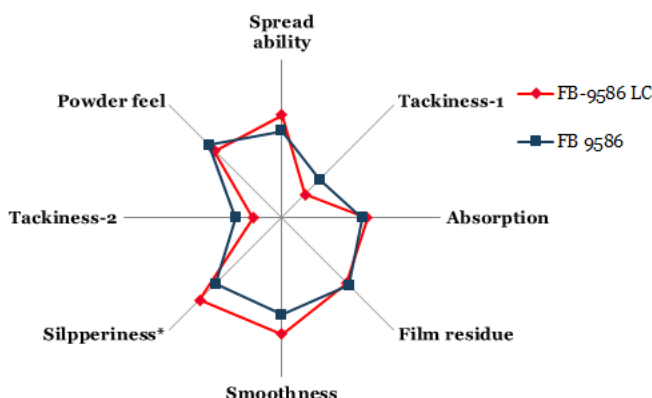 Spread
ability
Powder feel
Tackiness-1
FB-9586 LC
FB 9586
Tackiness-2
Absorption
Silpperiness*
Film residue
Smoothness